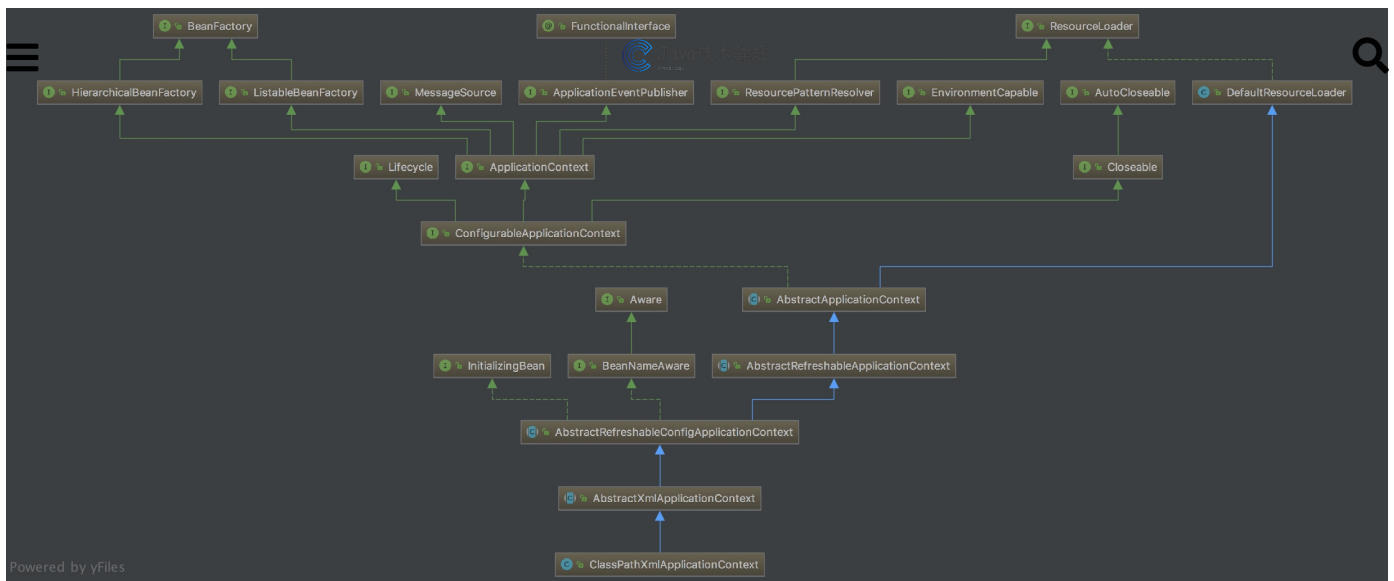 BeanFactory
FunctionalInterface
ResourceLoader
HierarchicalBeanFactory
ListableBeanFactory
MessageSource
ApplicationEventPublisher
ResourcePatternResolver
EnvironmentCapable
AutoCloseable
DefaultResourceLoader
Lifecycle
ApplicationContext
Closeable
ConfigurableApplicationContext
Aware
AbstractApplicationContext
InitializingBean
BeanNameAware
AbstractRefreshableApplicationContext
AbstractRefreshableConfigApplicationContext
AbstractXmlApplicationContext
ClassPathXmlApplicationContext
Powered by yFiles